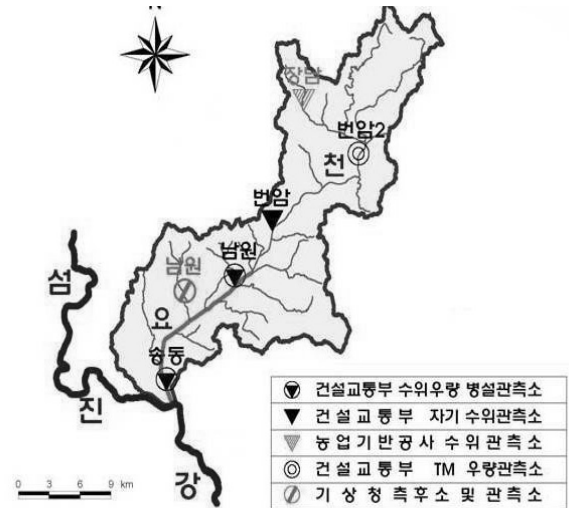 N
장남
번암2
천
번암
남원
남원
섬
요
송동
진
강
건설교통부 수위우량 병설관측소
건설교통부 자기 수위관측소
농업기반공사 수위관측소
건설교통부 TM 우량관측소
기상청 측후소 및 관측소
0 3 6 9 km